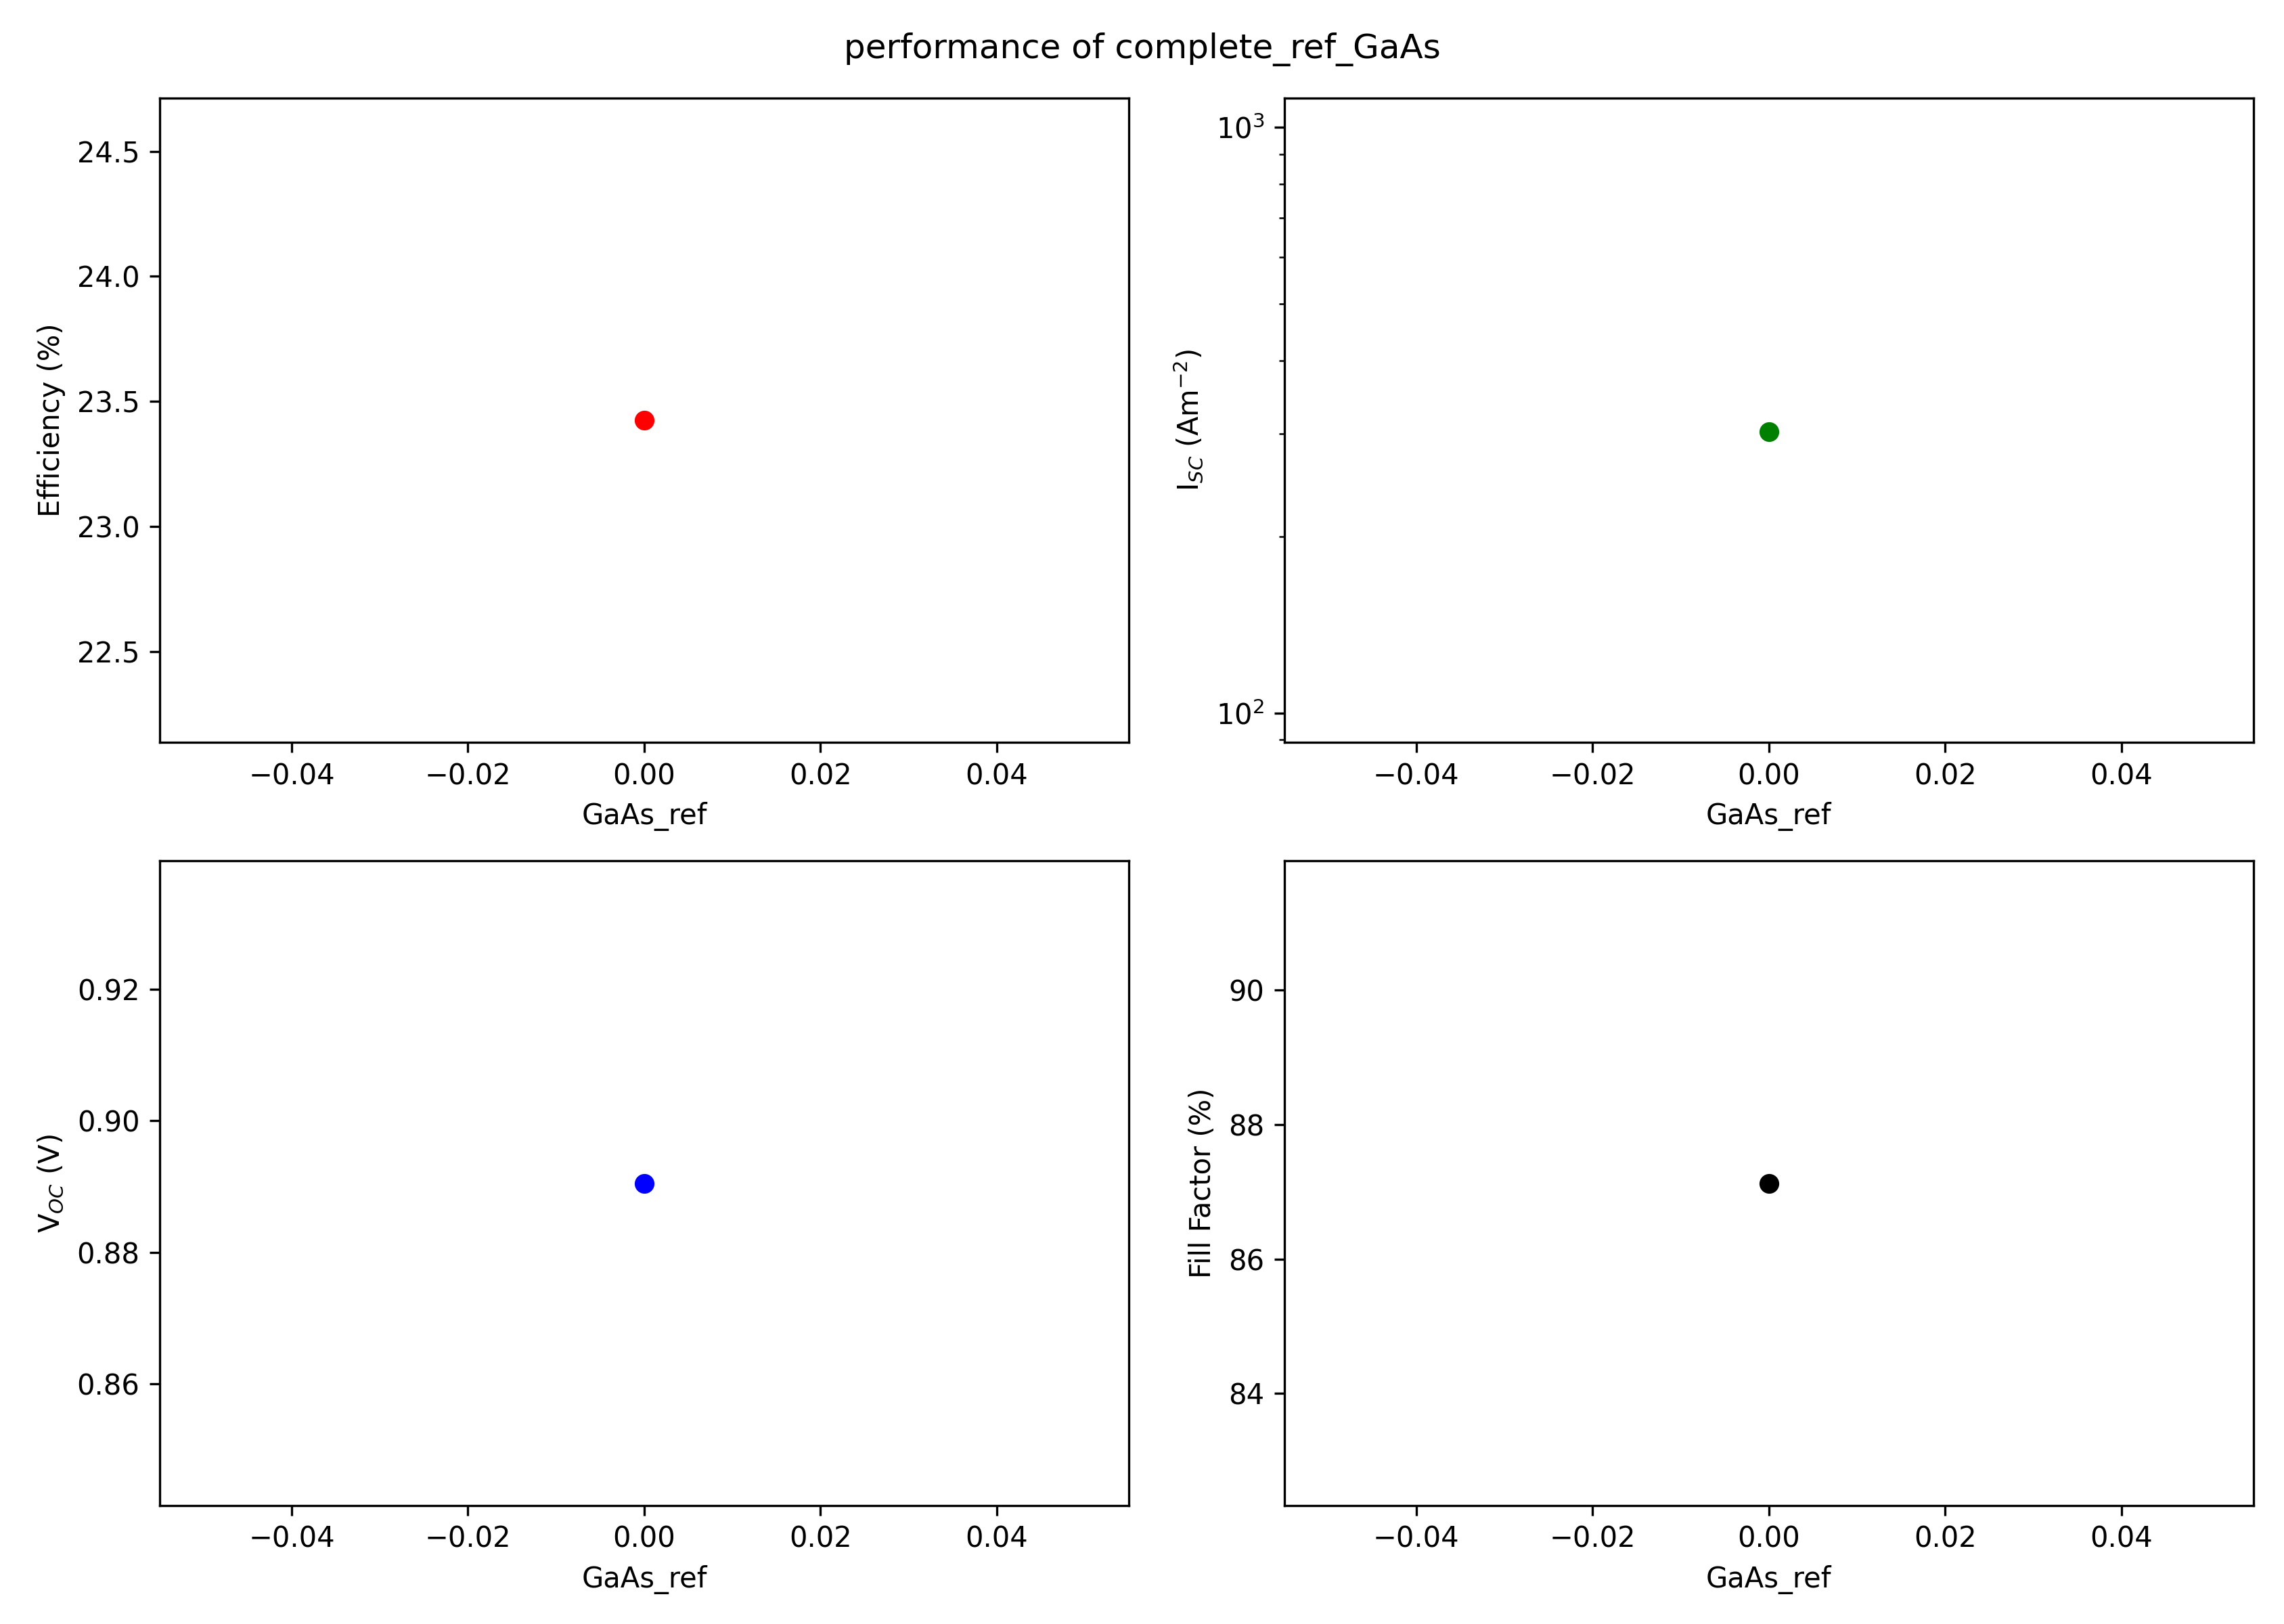 performance of complete_ref_GaAs
Efficiency (%)
24.5
24.0
23.5
23.0
22.5
−0.04 −0.02 0.00 0.02 0.04
GaAs_ref
I_SC (Am⁻²)
10³
10²
−0.04 −0.02 0.00 0.02 0.04
GaAs_ref
V_OC (V)
0.92
0.90
0.88
0.86
−0.04 −0.02 0.00 0.02 0.04
GaAs_ref
Fill Factor (%)
90
88
86
84
−0.04 −0.02 0.00 0.02 0.04
GaAs_ref